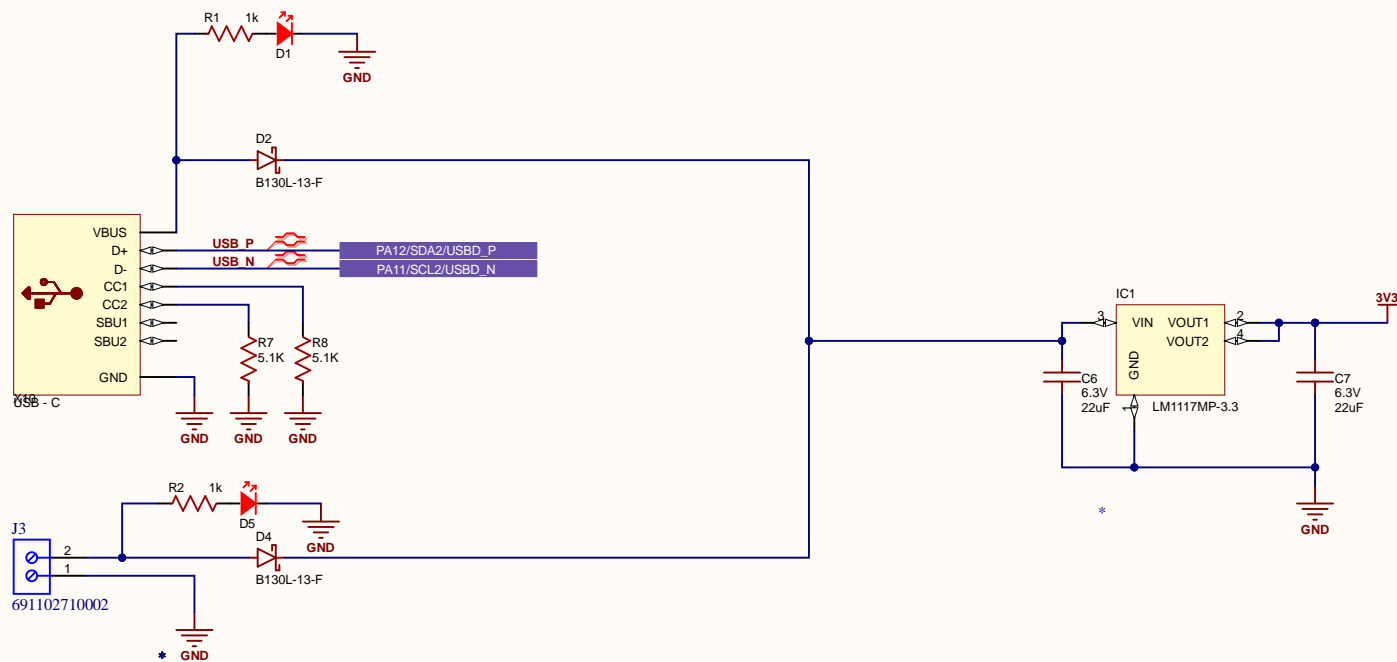 R1 1k
D1
GND
D2
B130L-13-F
VBUS
D+
D-
CC1
CC2
SBU1
SBU2
GND
USB - C
USB_P
USB_N
PA12/SDA2/USBD_P
PA11/SCL2/USBD_N
R7
5.1K
R8
5.1K
GND
GND
GND
R2 1k
D5
GND
D4
B130L-13-F
J3
2
1
691102710002
*
GND
IC1
3
VIN
VOUT1
2
VOUT2
4
GND
1
LM1117MP-3.3
C6
6.3V
22uF
C7
6.3V
22uF
3V3
*
GND